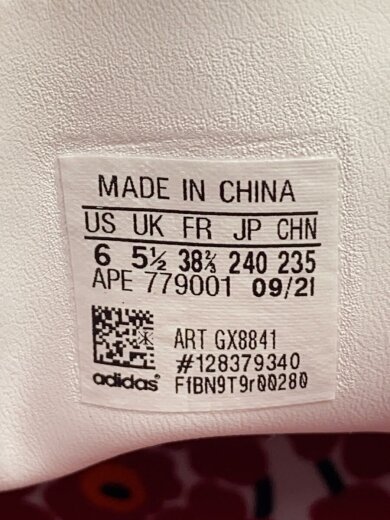 MADE IN CHINA
US UK FR JP CHN
6 5½ 38⅔ 240 235
APE 779001 09/21
ART GX8841
#128379340
adidas® F1BN9T9r00280